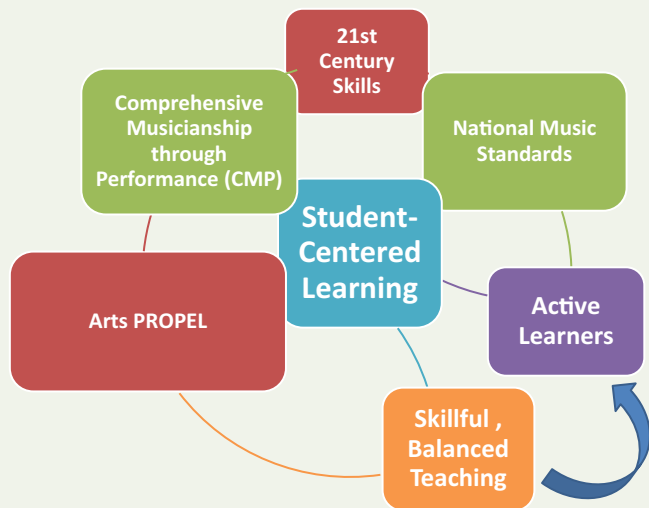 21st
Century
Skills
Comprehensive
Musicianship
through
Performance (CMP)
National Music
Standards
Student-
Centered
Learning
Arts PROPEL
Active
Learners
Skillful ,
Balanced
Teaching